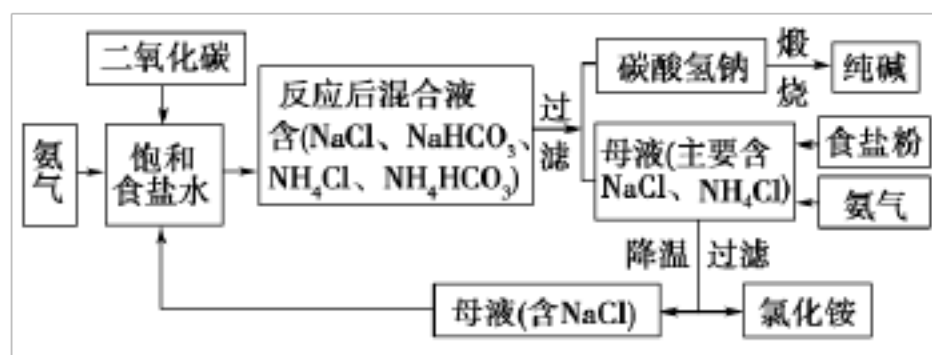 二氧化碳
氨
气
饱和
食盐水
反应后混合液
含(NaCl、NaHCO₃、
NH₄Cl、NH₄HCO₃)
过
滤
碳酸氢钠
煅
烧
纯碱
母液(主要含
NaCl、NH₄Cl)
食盐粉
氨气
降温
过滤
母液(含NaCl)
氯化铵